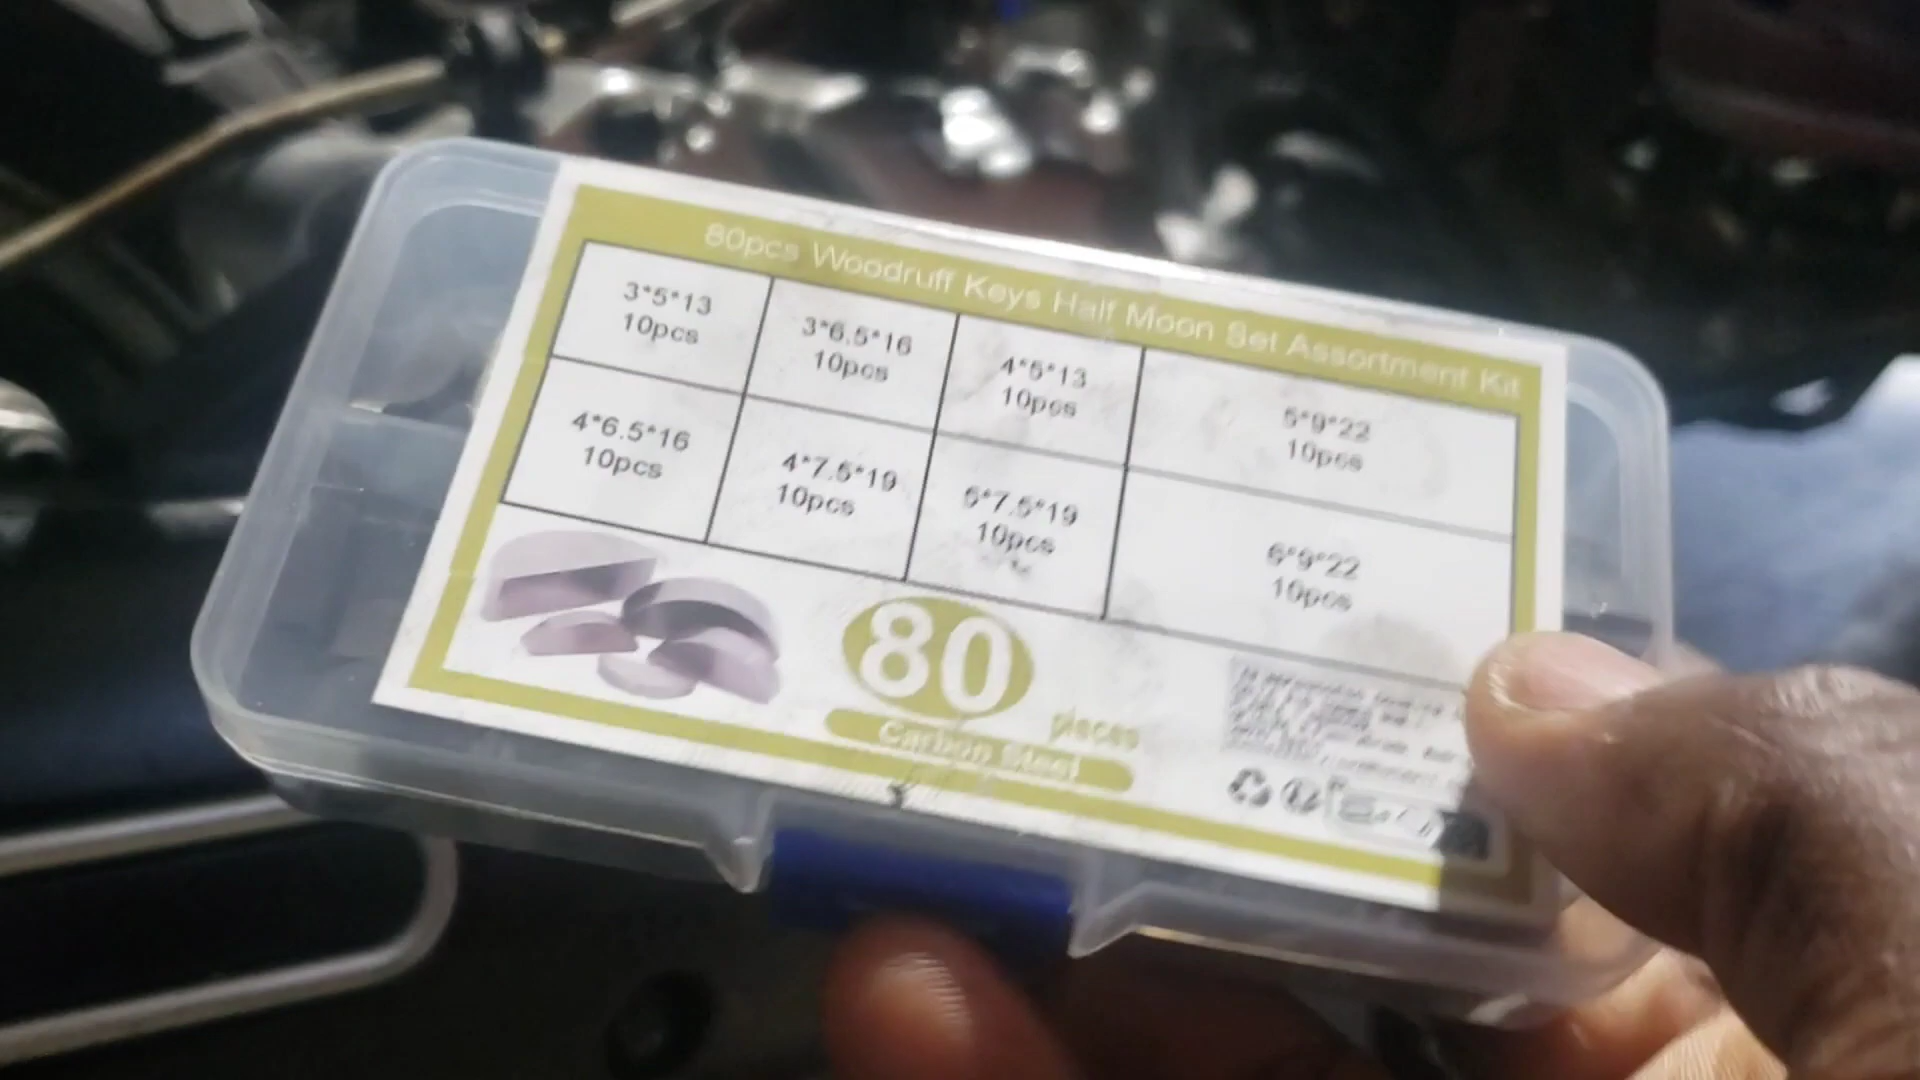 80pcs Woodruff Keys Half Moon Set Assortment Kit
3*5*13
10pcs
3*6.5*16
10pcs
4*5*13
10pcs
5*9*22
10pcs
4*6.5*16
10pcs
4*7.5*19
10pcs
5*7.5*19
10pcs
6*9*22
10pcs
80
pieces
Carbon Steel